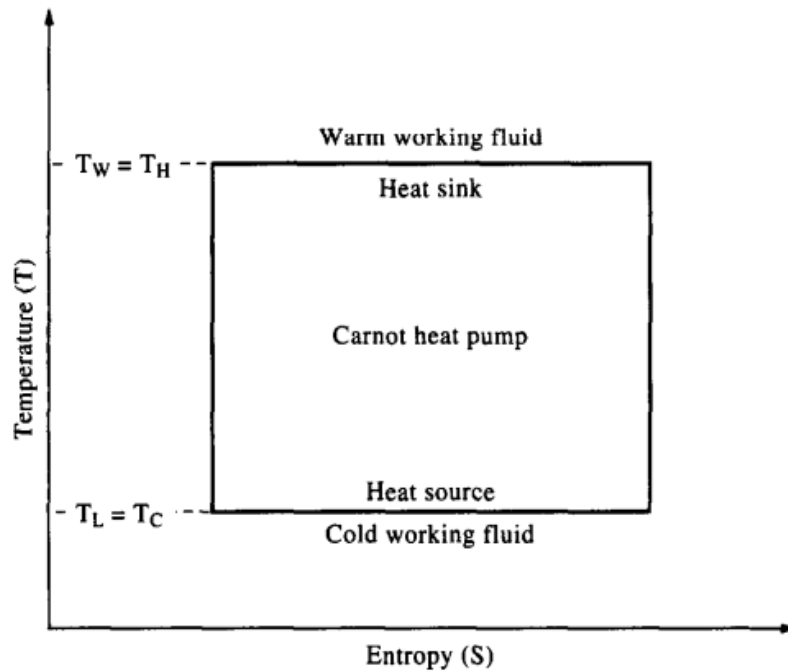 Warm working fluid
T_W = T_H
Heat sink
Temperature (T)
Carnot heat pump
Heat source
T_L = T_C
Cold working fluid
Entropy (S)